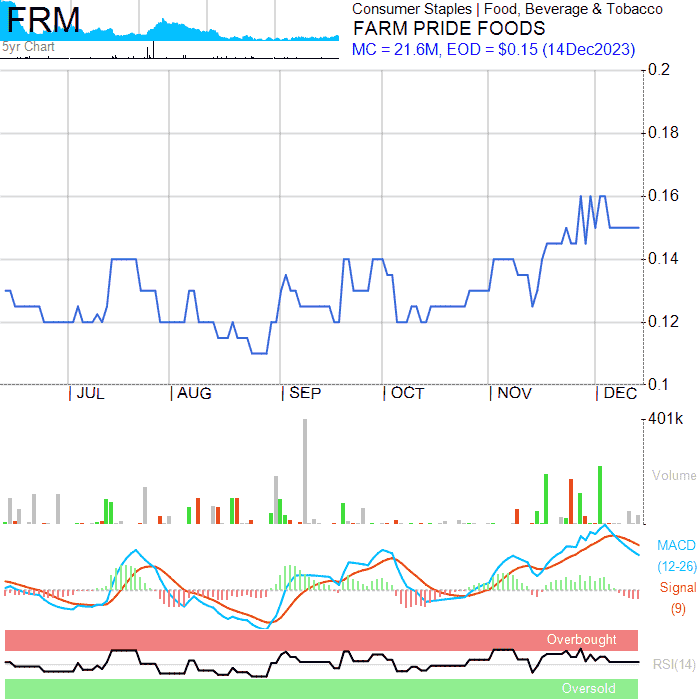 FRM
5yr Chart
Consumer Staples | Food, Beverage & Tobacco
FARM PRIDE FOODS
MC = 21.6M, EOD = $0.15 (14Dec2023)
0.2
0.18
0.16
0.14
0.12
0.1
JUL AUG SEP OCT NOV DEC
401k
Volume
MACD
(12-26)
Signal
(9)
Overbought
RSI(14)
Oversold